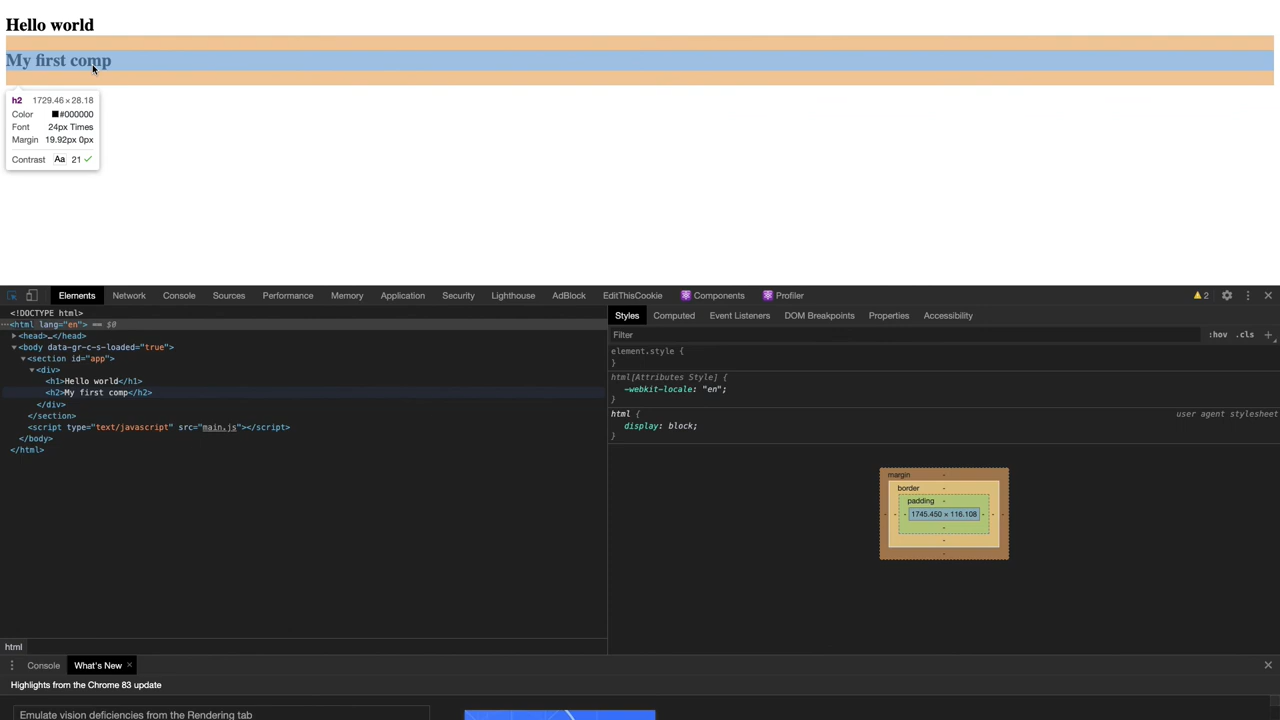 Hello world
My first comp
h2 1729.46×28.18
Color #000000
Font 24px Times
Margin 19.92px 0px
Contrast Aa 21
Elements Network Console Sources Performance Memory Application Security Lighthouse AdBlock EditThisCookie Components Profiler 2
<!DOCTYPE html>
<html lang="en"> == $0
<head>…</head>
<body data-gr-c-s-loaded="true">
<section id="app">
<div>
<h1>Hello world</h1>
<h2>My first comp</h2>
</div>
</section>
<script type="text/javascript" src="main.js"></script>
</body>
</html>
html
Styles Computed Event Listeners DOM Breakpoints Properties Accessibility
Filter :hov .cls +
element.style {
}
html[Attributes Style] {
-webkit-locale: "en";
}
html { user agent stylesheet
display: block;
}
margin -
border -
padding -
- - - 1745.450 × 116.108 - - -
-
-
-
Console What's New ×
Highlights from the Chrome 83 update
Emulate vision deficiencies from the Rendering tab